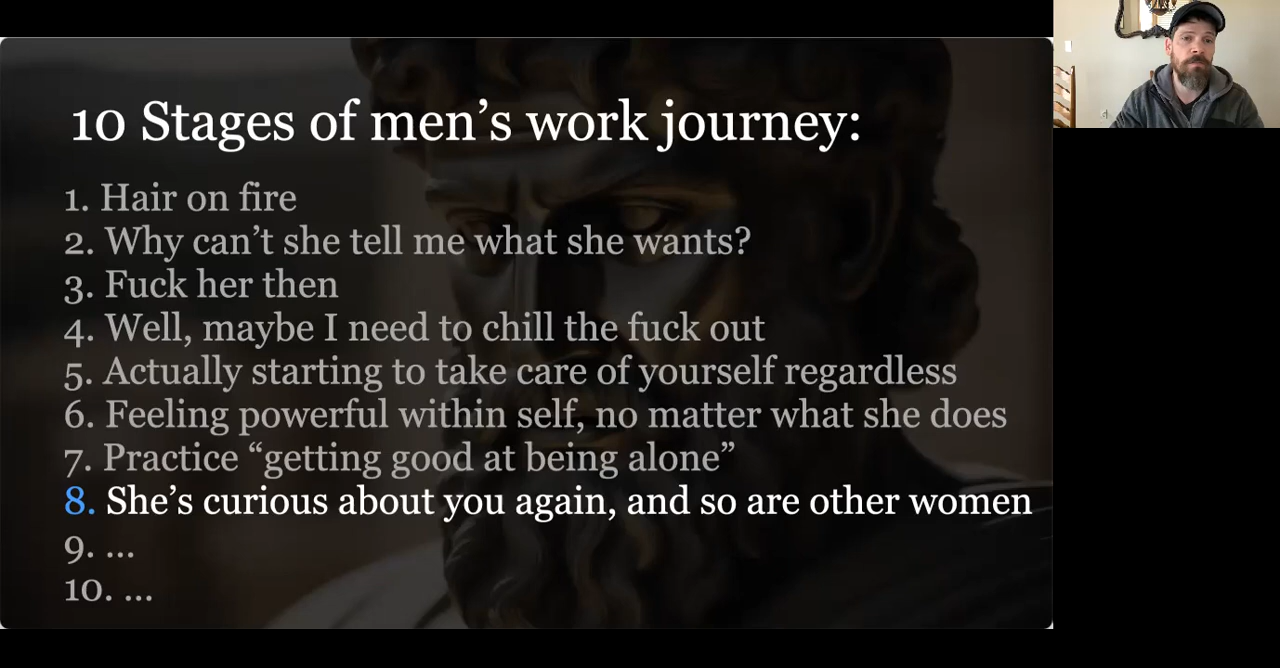 10 Stages of men’s work journey:
1. Hair on fire
2. Why can’t she tell me what she wants?
3. Fuck her then
4. Well, maybe I need to chill the fuck out
5. Actually starting to take care of yourself regardless
6. Feeling powerful within self, no matter what she does
7. Practice “getting good at being alone”
8. She’s curious about you again, and so are other women
9. ...
10. ...